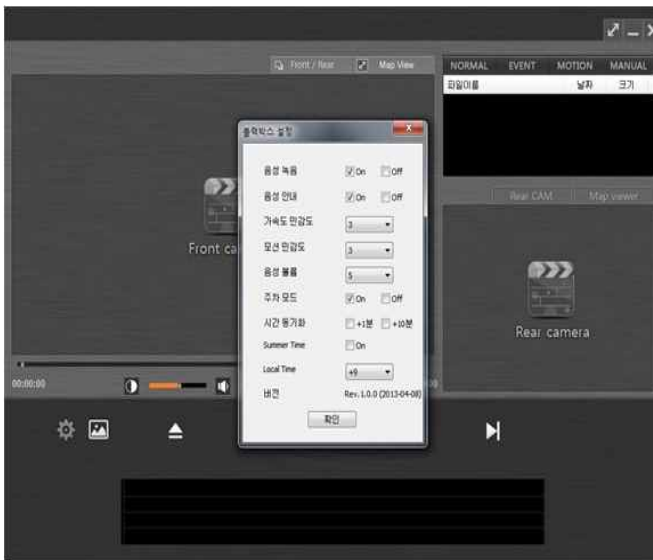 Front / Rear
Map View
NORMAL EVENT MOTION MANUAL
파일이름 날짜 크기
블랙박스 설정
음성 녹음 On Off
음성 안내 On Off
가속도 민감도 3
모션 민감도 3
음성 볼륨 5
주차 모드 On Off
시간 동기화 +1분 +10분
Summer Time On
Local Time +9
버전 Rev. 1.0.0 (2013-04-08)
확인
Front
Rear CAM
Map viewer
Rear camera
00:00:00